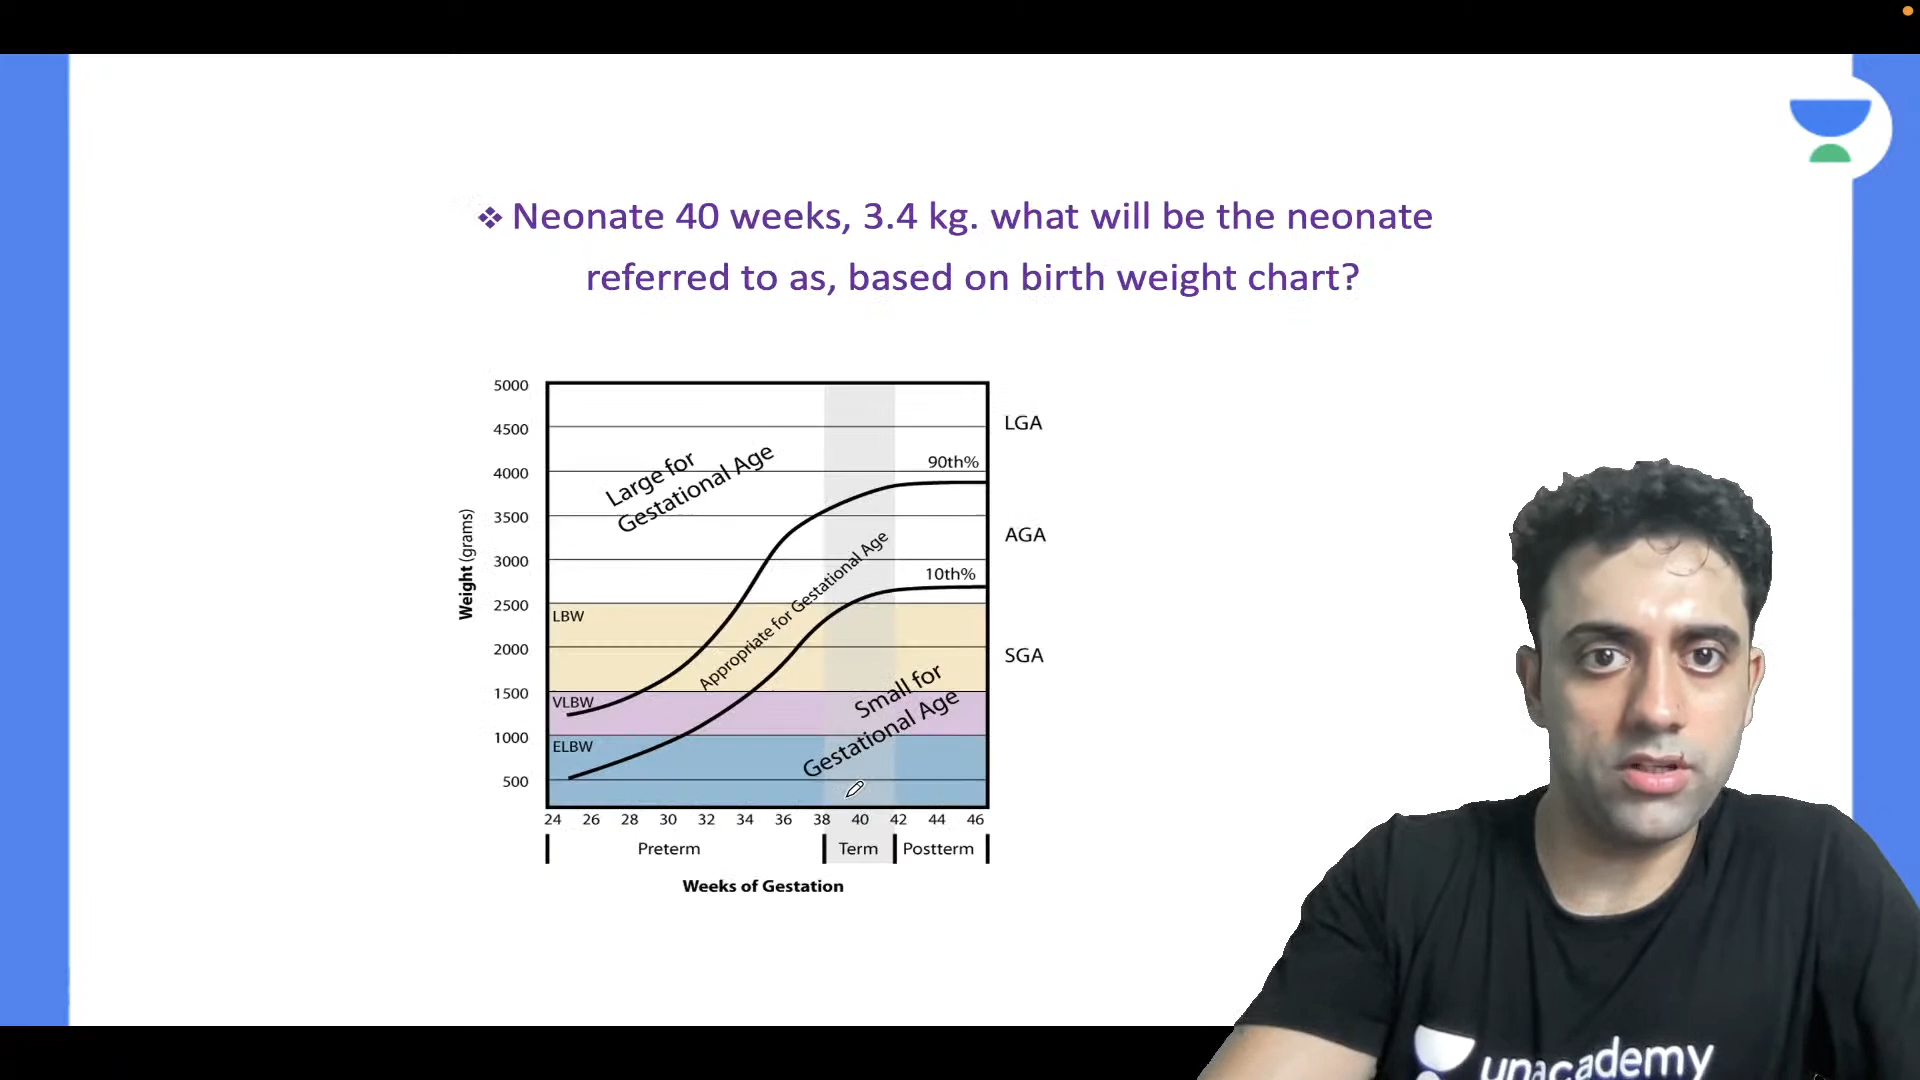 ❖ Neonate 40 weeks, 3.4 kg. what will be the neonate
referred to as, based on birth weight chart?
5000
4500
4000
3500
3000
2500
2000
1500
1000
500
Weight (grams)
Large for
Gestational Age
Appropriate for Gestational Age
Small for
Gestational Age
90th%
10th%
LBW
VLBW
ELBW
LGA
AGA
SGA
24 26 28 30 32 34 36 38 40 42 44 46
Preterm Term Postterm
Weeks of Gestation
unacademy